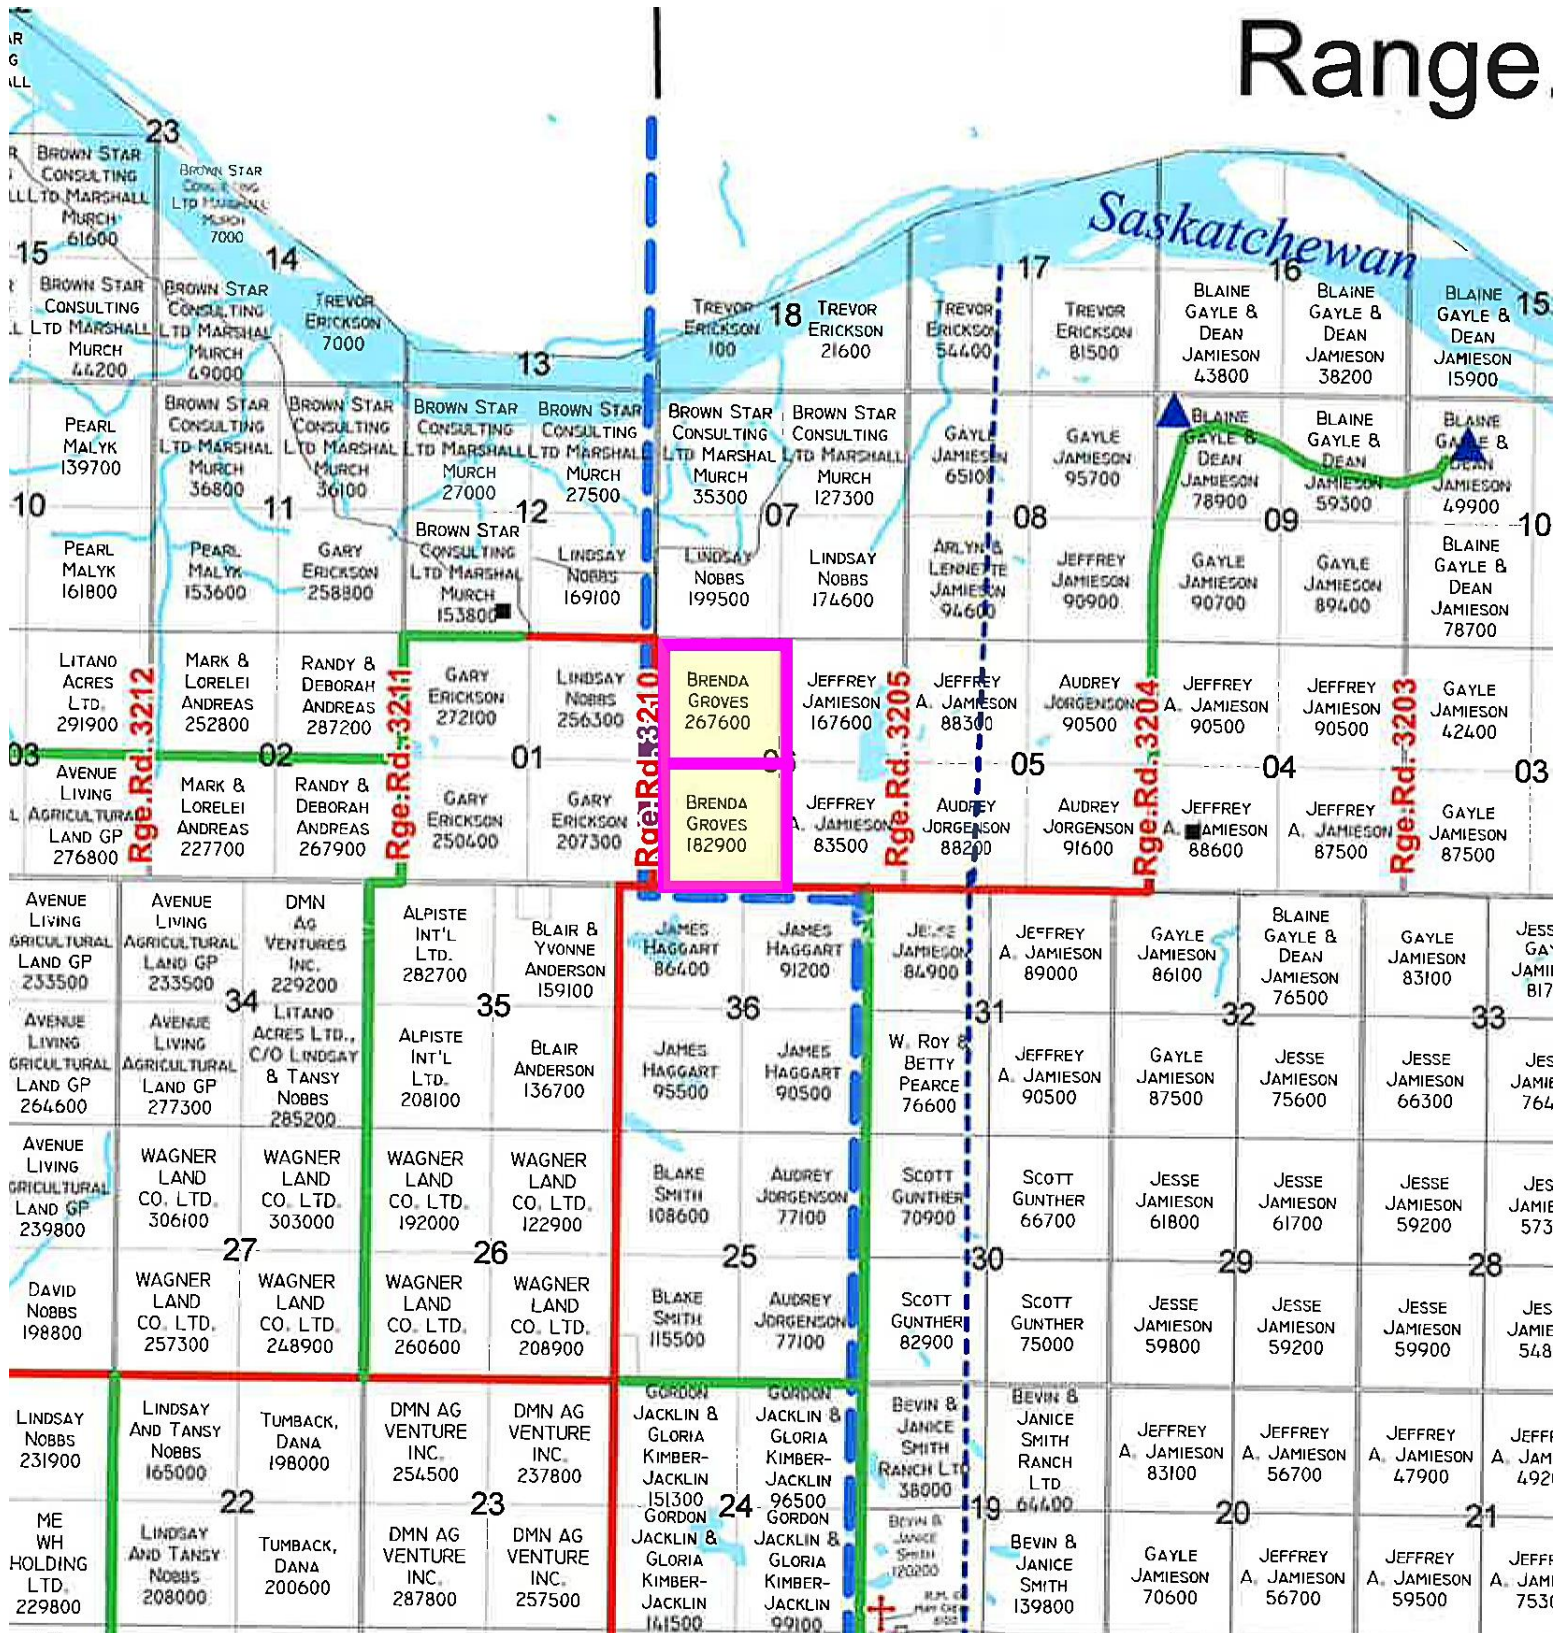 Range.
Saskatchewan
23
BROWN STAR
CONSULTING
LTD MARSHALL
MURCH
61600
BROWN STAR
LTD MARSHALL
MURCH
7000
15
14
17
16
15
BROWN STAR
CONSULTING
LTD MARSHALL
MURCH
44200
BROWN STAR
CONSULTING
LTD MARSHAL
MURCH
49000
TREVOR
ERICKSON
7000
13
TREVOR
ERICKSON
100
18
TREVOR
ERICKSON
21600
TREVOR
ERICKSON
54400
TREVOR
ERICKSON
81500
BLAINE
GAYLE &
DEAN
JAMIESON
43800
BLAINE
GAYLE &
DEAN
JAMIESON
38200
BLAINE
GAYLE &
DEAN
JAMIESON
15900
PEARL
MALYK
139700
BROWN STAR
CONSULTING
LTD MARSHALL
MURCH
36800
BROWN STAR
CONSULTING
LTD MARSHALL
MURCH
36100
BROWN STAR
CONSULTING
LTD MARSHALL
MURCH
27000
BROWN STAR
CONSULTING
LTD MARSHALL
MURCH
27500
BROWN STAR
CONSULTING
LTD MARSHAL
MURCH
35300
BROWN STAR
CONSULTING
LTD MARSHALL
MURCH
127300
GAYLE
JAMIESON
65100
GAYLE
JAMIESON
95700
BLAINE
GAYLE &
DEAN
JAMIESON
78900
BLAINE
GAYLE &
DEAN
JAMIESON
59300
BLAINE
GAYLE &
DEAN
JAMIESON
49900
10
11
12
07
08
09
10
PEARL
MALYK
161800
PEARL
MALYK
153600
GARY
ERICKSON
258800
BROWN STAR
CONSULTING
LTD MARSHAL
MURCH
153800
LINDSAY
NOBBS
169100
LINDSAY
NOBBS
199500
LINDSAY
NOBBS
174600
ARLYN &
LENNETTE
JAMIESON
94600
JEFFREY
JAMIESON
90900
GAYLE
JAMIESON
90700
GAYLE
JAMIESON
89400
BLAINE
GAYLE &
DEAN
JAMIESON
78700
LITANO
ACRES
LTD.
291900
Rge.Rd.3212
MARK &
LORELEI
ANDREAS
252800
RANDY &
DEBORAH
ANDREAS
287200
Rge.Rd.3211
GARY
ERICKSON
272100
LINDSAY
NOBBS
256300
Rge.Rd.3210
BRENDA
GROVES
267600
JEFFREY
JAMIESON
167600
Rge.Rd.3205
JEFFREY
A. JAMIESON
88300
AUDREY
JORGENSON
90500
Rge.Rd.3204
JEFFREY
A. JAMIESON
90500
JEFFREY
A. JAMIESON
90500
Rge.Rd.3203
GAYLE
JAMIESON
42400
03
02
01
06
05
04
03
AVENUE
LIVING
AGRICULTURAL
LAND GP
276800
MARK &
LORELEI
ANDREAS
227700
RANDY &
DEBORAH
ANDREAS
267900
GARY
ERICKSON
250400
GARY
ERICKSON
207300
BRENDA
GROVES
182900
JEFFREY
A. JAMIESON
83500
AUDREY
JORGENSON
88200
AUDREY
JORGENSON
91600
JEFFREY
A. JAMIESON
88600
JEFFREY
A. JAMIESON
87500
GAYLE
JAMIESON
87500
AVENUE
LIVING
GRICULTURAL
LAND GP
233500
AVENUE
LIVING
AGRICULTURAL
LAND GP
233500
DMN
AG
VENTURES
INC.
229200
ALPISTE
INT'L
LTD.
282700
BLAIR &
YVONNE
ANDERSON
159100
JAMES
HAGGART
86400
JAMES
HAGGART
91200
JESSE
JAMIESON
84900
JEFFREY
A. JAMIESON
89000
GAYLE
JAMIESON
86100
BLAINE
GAYLE &
DEAN
JAMIESON
76500
GAYLE
JAMIESON
83100
JESS
GA
JAMI
817
34
35
36
31
32
33
AVENUE
LIVING
GRICULTURAL
LAND GP
264600
AVENUE
LIVING
AGRICULTURAL
LAND GP
277300
LITANO
ACRES LTD.,
C/O LINDSAY
& TANSY
NOBBS
285200
ALPISTE
INT'L
LTD.
208100
BLAIR
ANDERSON
136700
JAMES
HAGGART
95500
JAMES
HAGGART
90500
W. ROY &
BETTY
PEARCE
76600
JEFFREY
A. JAMIESON
90500
GAYLE
JAMIESON
87500
JESSE
JAMIESON
75600
JESSE
JAMIESON
66300
JES
JAMIE
764
AVENUE
LIVING
GRICULTURAL
LAND GP
239800
WAGNER
LAND
CO. LTD.
306100
WAGNER
LAND
CO. LTD.
303000
WAGNER
LAND
CO. LTD.
192000
WAGNER
LAND
CO. LTD.
122900
BLAKE
SMITH
108600
AUDREY
JORGENSON
77100
SCOTT
GUNTHER
70900
SCOTT
GUNTHER
66700
JESSE
JAMIESON
61800
JESSE
JAMIESON
61700
JESSE
JAMIESON
59200
JES
JAMIE
573
27
26
25
30
29
28
DAVID
NOBBS
198800
WAGNER
LAND
CO. LTD.
257300
WAGNER
LAND
CO. LTD.
248900
WAGNER
LAND
CO. LTD.
260600
WAGNER
LAND
CO. LTD.
208900
BLAKE
SMITH
115500
AUDREY
JORGENSON
77100
SCOTT
GUNTHER
82900
SCOTT
GUNTHER
75000
JESSE
JAMIESON
59800
JESSE
JAMIESON
59200
JESSE
JAMIESON
59900
JES
JAMIE
548
LINDSAY
NOBBS
231900
LINDSAY
AND TANSY
NOBBS
165000
TUMBACK,
DANA
198000
DMN AG
VENTURE
INC.
254500
DMN AG
VENTURE
INC.
237800
GORDON
JACKLIN &
GLORIA
KIMBER-
JACKLIN
151300
GORDON
JACKLIN &
GLORIA
KIMBER-
JACKLIN
96500
BEVIN &
JANICE
SMITH
RANCH LTD
38000
BEVIN &
JANICE
SMITH
RANCH
LTD
64400
JEFFREY
A. JAMIESON
83100
JEFFREY
A. JAMIESON
56700
JEFFREY
A. JAMIESON
47900
JEFF
A. JAM
492
22
23
24
19
20
21
ME
WH
HOLDING
LTD.
229800
LINDSAY
AND TANSY
NOBBS
208000
TUMBACK,
DANA
200600
DMN AG
VENTURE
INC.
287800
DMN AG
VENTURE
INC.
257500
GORDON
JACKLIN &
GLORIA
KIMBER-
JACKLIN
141500
GORDON
JACKLIN &
GLORIA
KIMBER-
JACKLIN
99100
BEVIN &
JANICE
SMITH
120200
BEVIN &
JANICE
SMITH
139800
GAYLE
JAMIESON
70600
JEFFREY
A. JAMIESON
56700
JEFFREY
A. JAMIESON
59500
JEFF
A. JAM
753